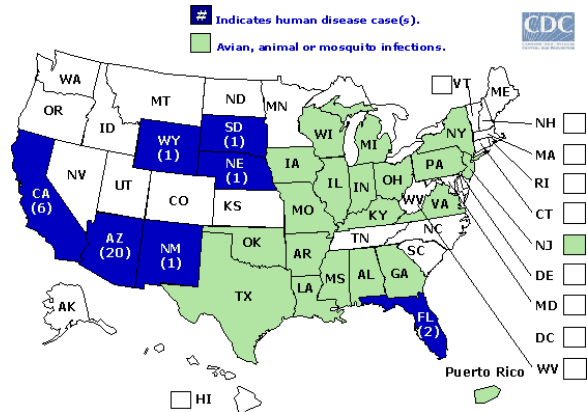 # Indicates human disease case(s).
Avian, animal or mosquito infections.
CDC
WA
OR
MT
ID
ND
MN
VT
ME
NH
MA
RI
CT
NJ
DE
MD
DC
WV
WY
(1)
SD
(1)
NE
(1)
WI
MI
NY
PA
IA
IL
IN
OH
CA
(6)
NV
UT
CO
KS
MO
KY
WV
VA
AZ
(20)
NM
(1)
OK
AR
TN
NC
SC
TX
LA
MS
AL
GA
FL
(2)
AK
HI
Puerto Rico